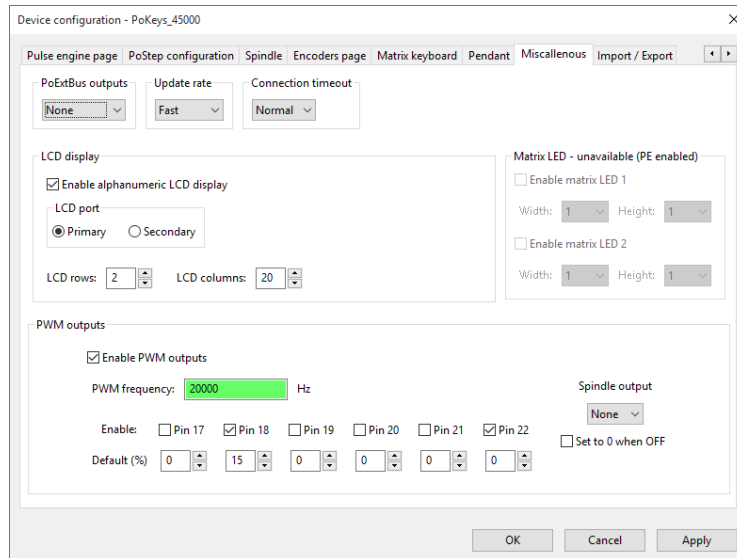 Device configuration - PoKeys_45000
Pulse engine page PoStep configuration Spindle Encoders page Matrix keyboard Pendant Miscallenous Import / Export
PoExtBus outputs Update rate Connection timeout
None Fast Normal
LCD display Matrix LED - unavailable (PE enabled)
Enable alphanumeric LCD display Enable matrix LED 1
LCD port Width: 1 Height: 1
Primary Secondary Enable matrix LED 2
LCD rows: 2 LCD columns: 20 Width: 1 Height: 1
PWM outputs
Enable PWM outputs
PWM frequency: 20000 Hz Spindle output
None
Enable: Pin 17 Pin 18 Pin 19 Pin 20 Pin 21 Pin 22
Set to 0 when OFF
Default (%) 0 15 0 0 0 0
OK Cancel Apply